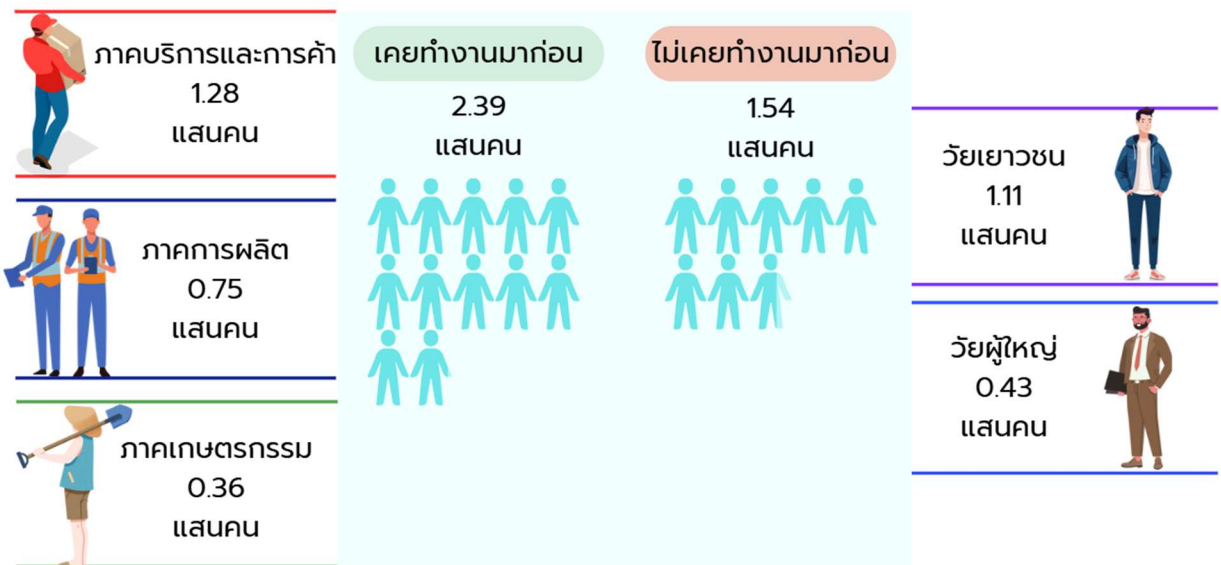 ภาคบริการและการค้า
1.28
แสนคน
ภาคการผลิต
0.75
แสนคน
ภาคเกษตรกรรม
0.36
แสนคน
เคยทำงานมาก่อน
2.39
แสนคน
ไม่เคยทำงานมาก่อน
1.54
แสนคน
วัยเยาวชน
1.11
แสนคน
วัยผู้ใหญ่
0.43
แสนคน